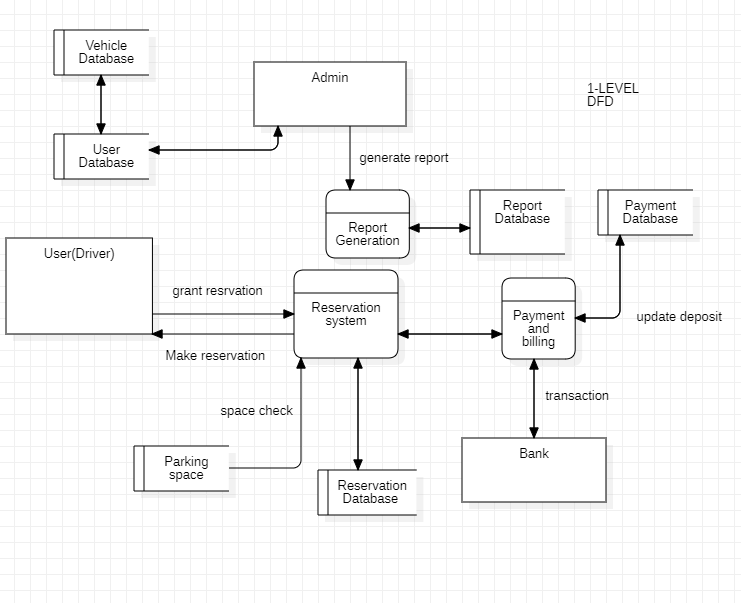 Vehicle
Database
Admin
1-LEVEL
DFD
User
Database
generate report
Report
Database
Payment
Database
Report
Generation
User(Driver)
grant resrvation
Reservation
system
Payment
and
billing
update deposit
Make reservation
transaction
space check
Bank
Parking
space
Reservation
Database